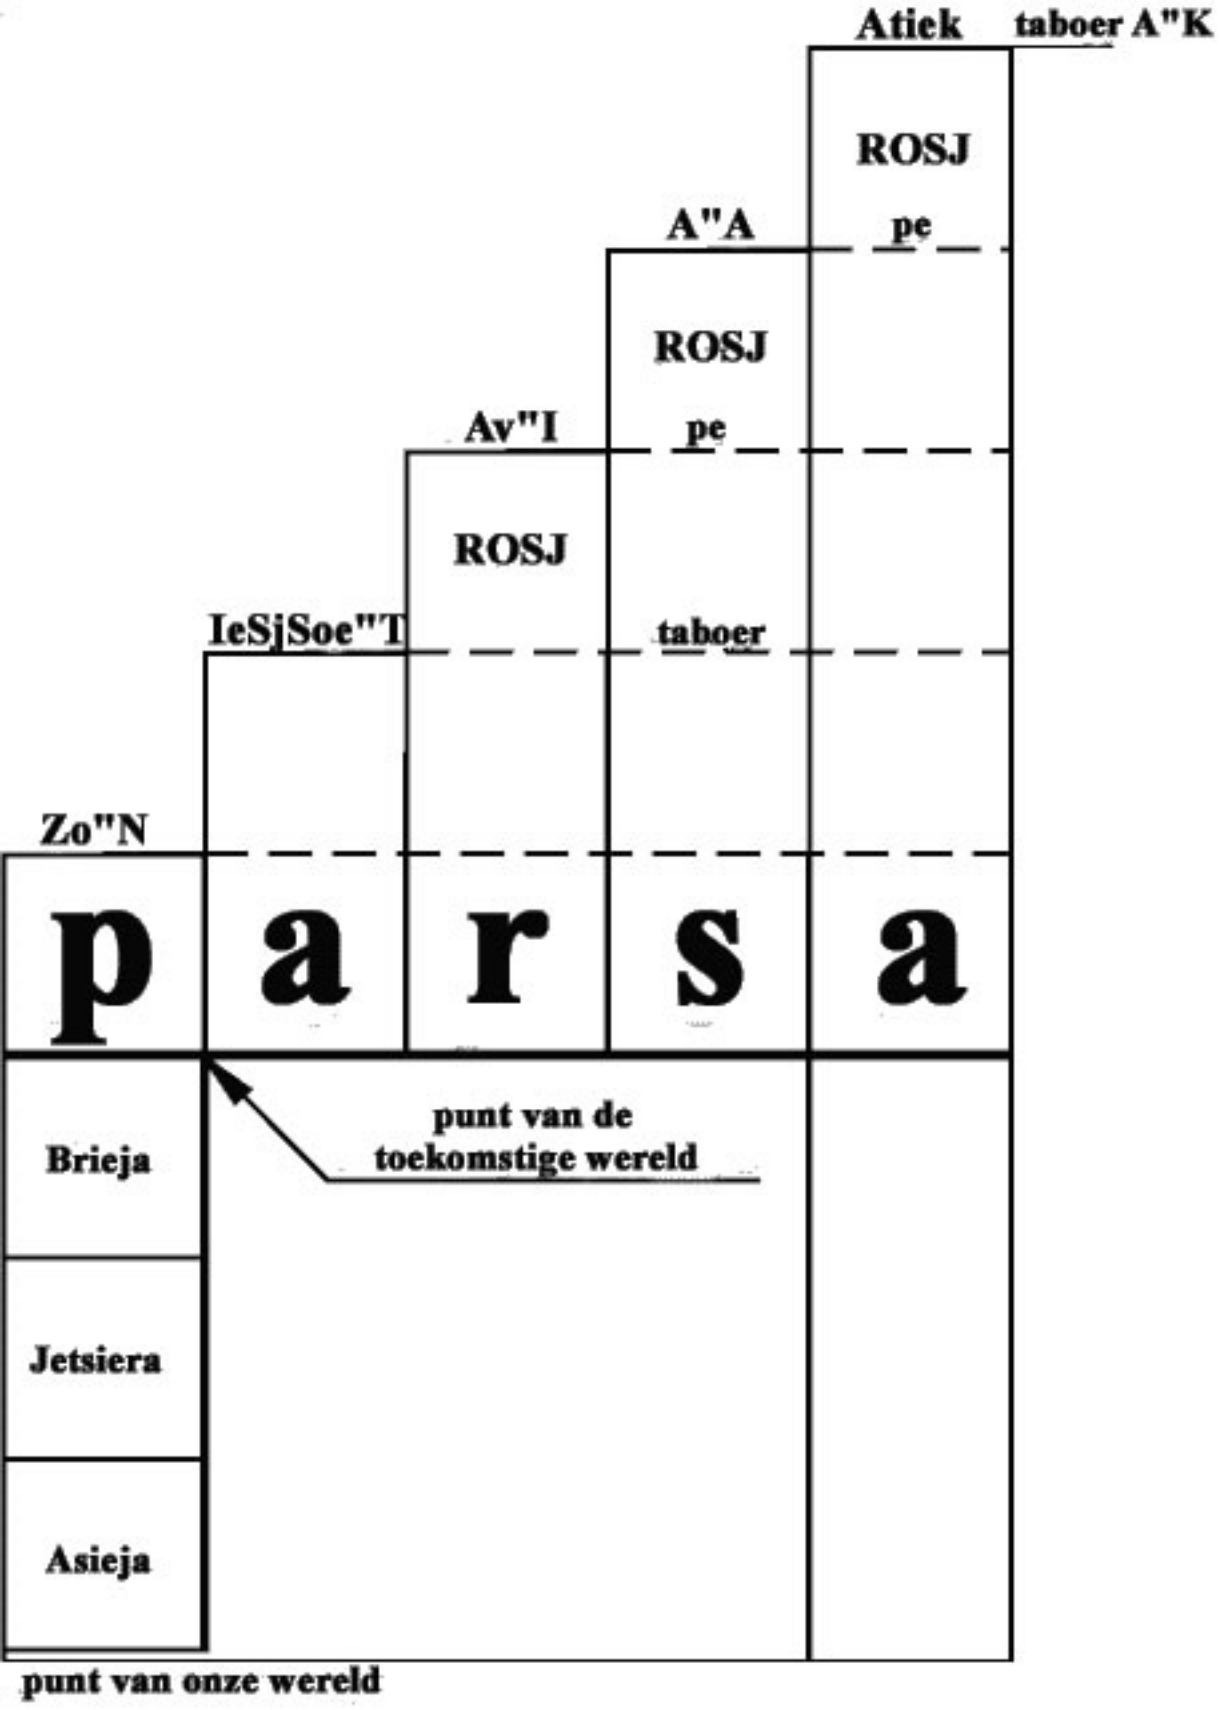 Atiek taboer A"K
ROSJ
pe
A"A
ROSJ
pe
Av"I
ROSJ
IeSjSoe"T
taboer
Zo"N
parsa
punt van de
toekomstige wereld
Brieja
Jetsiera
Asieja
punt van onze wereld